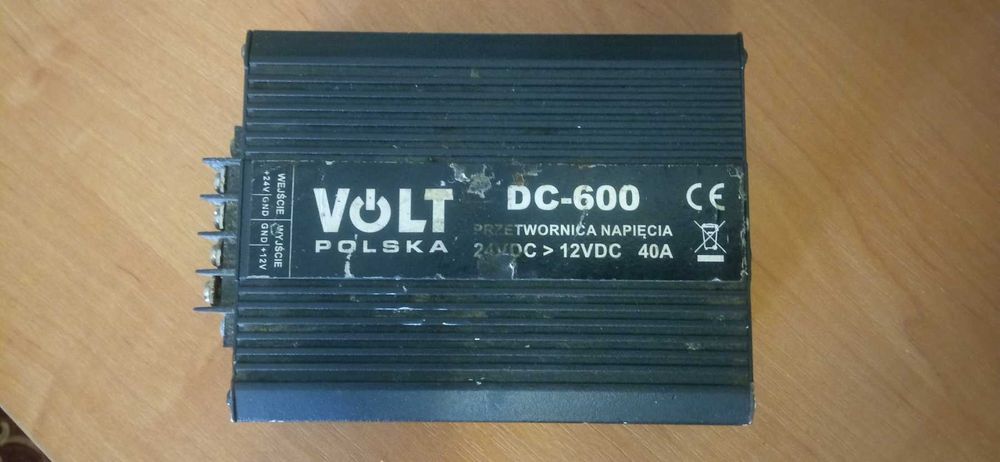 WEJŚCIE WYJŚCIE
+24V GND GND +12V
VOLT
POLSKA
DC-600
PRZETWORNICA NAPIĘCIA
24VDC > 12VDC 40A
CE